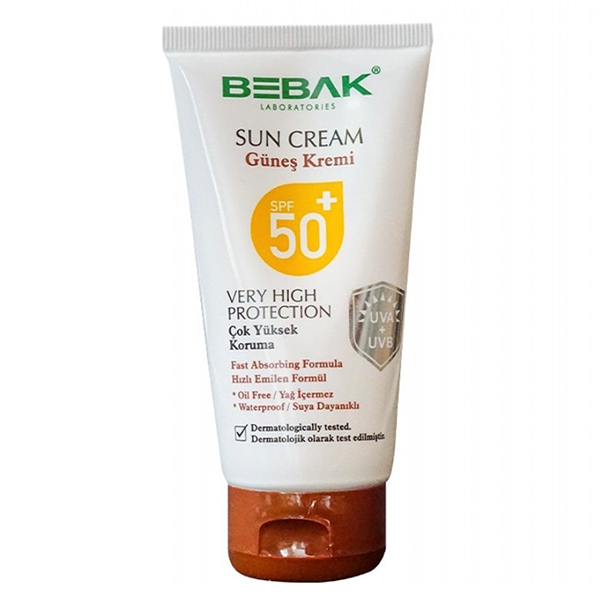 BEBAK®
LABORATORIES
SUN CREAM
Güneş Kremi
SPF
50+
VERY HIGH
PROTECTION
Çok Yüksek
Koruma
UVA
+
UVB
Fast Absorbing Formula
Hızlı Emilen Formül
* Oil Free / Yağ İçermez
* Waterproof / Suya Dayanıklı
Dermatologically tested.
Dermatolojik olarak test edilmiştir.